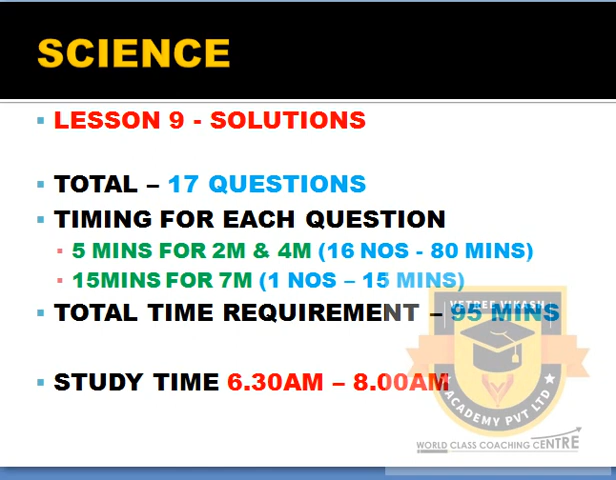 SCIENCE
LESSON 9 - SOLUTIONS
TOTAL – 17 QUESTIONS
TIMING FOR EACH QUESTION
5 MINS FOR 2M & 4M (16 NOS - 80 MINS)
15MINS FOR 7M (1 NOS – 15 MINS)
TOTAL TIME REQUIREMENT – 95 MINS
STUDY TIME 6.30AM – 8.00AM
VETREE VIKASH
ACADEMY PVT LTD
WORLD CLASS COACHING CENTRE